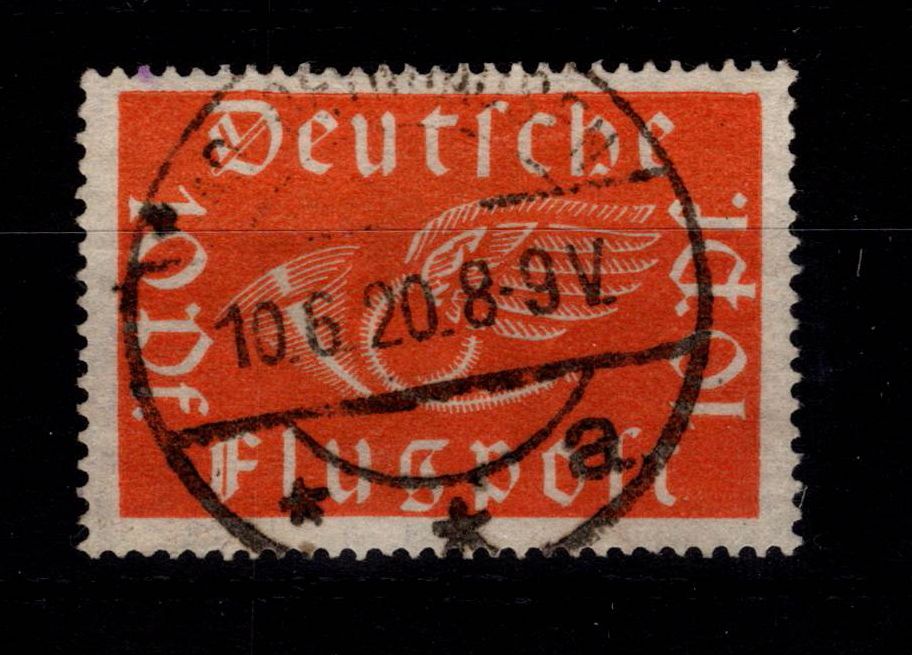 Deutsche
10 Pf.
10 Pf.
10.6.20.8-9V.
Flugpost
a